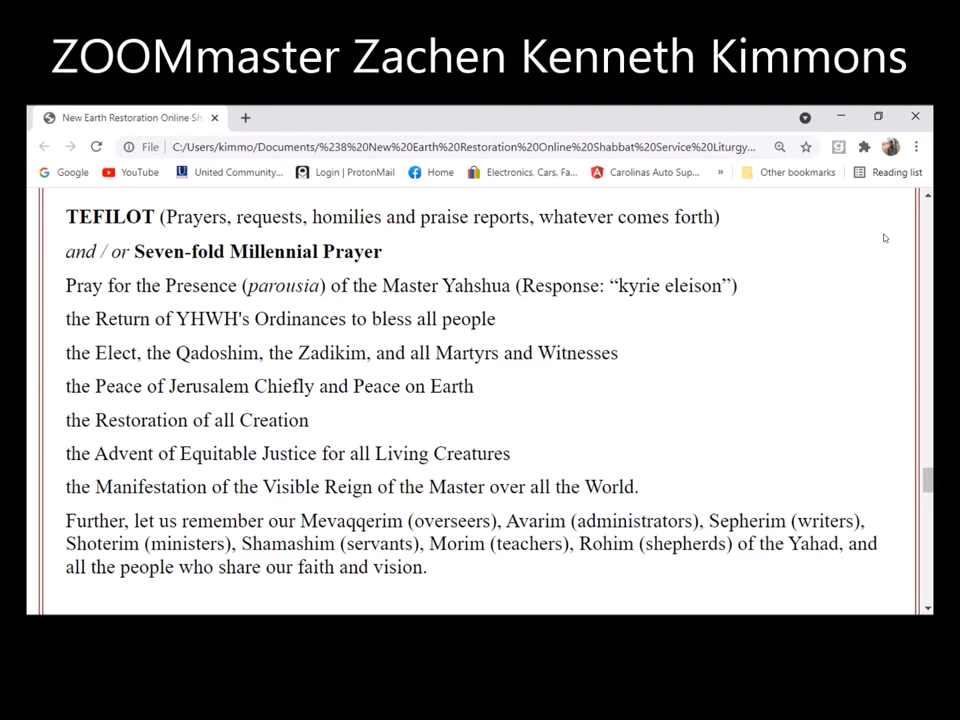 ZOOMmaster Zachen Kenneth Kimmons
New Earth Restoration Online Sh
File C:/Users/kimmo/Documents/%238%20New%20Earth%20Restoration%20Online%20Shabbat%20Service%20Liturgy...
Google YouTube United Community... Login | ProtonMail Home Electronics, Cars, Fa... Carolinas Auto Sup... » Other bookmarks Reading list
TEFILOT (Prayers, requests, homilies and praise reports, whatever comes forth)
and / or Seven-fold Millennial Prayer
Pray for the Presence (parousia) of the Master Yahshua (Response: “kyrie eleison”)
the Return of YHWH's Ordinances to bless all people
the Elect, the Qadoshim, the Zadikim, and all Martyrs and Witnesses
the Peace of Jerusalem Chiefly and Peace on Earth
the Restoration of all Creation
the Advent of Equitable Justice for all Living Creatures
the Manifestation of the Visible Reign of the Master over all the World.
Further, let us remember our Mevaqqerim (overseers), Avarim (administrators), Sepherim (writers),
Shoterim (ministers), Shamashim (servants), Morim (teachers), Rohim (shepherds) of the Yahad, and
all the people who share our faith and vision.